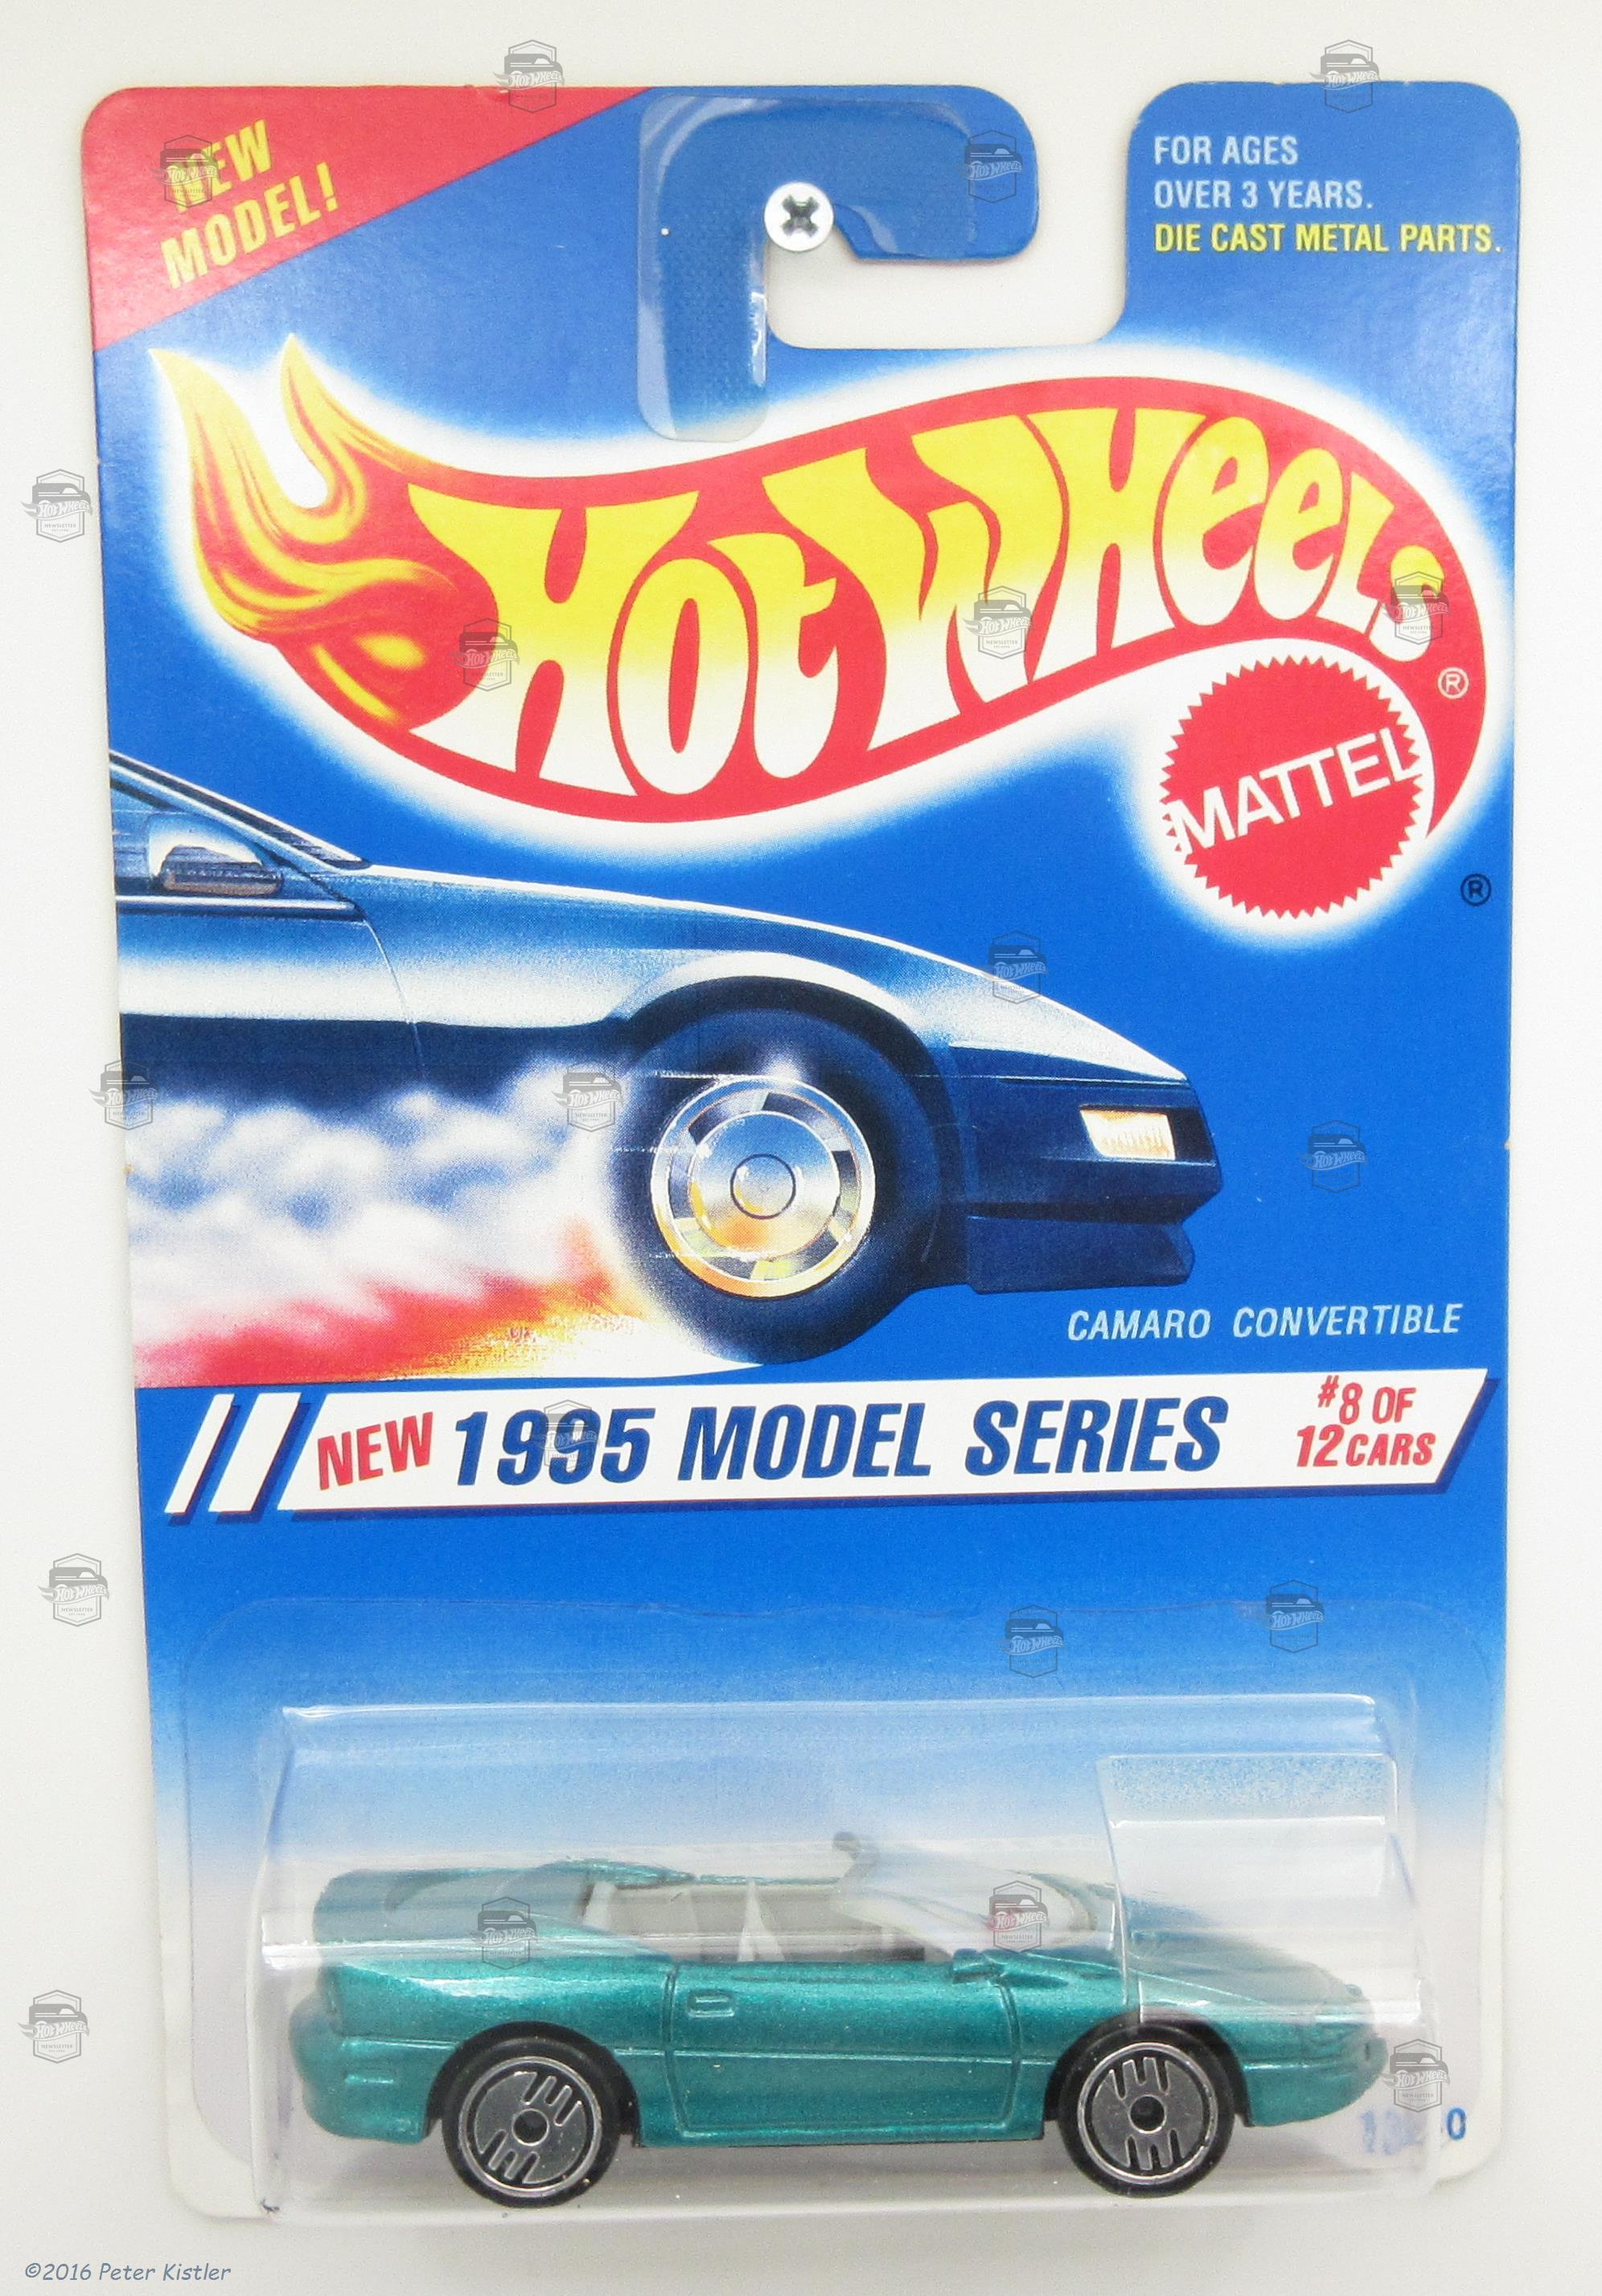 NEW
MODEL!
FOR AGES
OVER 3 YEARS.
DIE CAST METAL PARTS.
HOT WHEELS
®
MATTEL
®
CAMARO CONVERTIBLE
NEW 1995 MODEL SERIES
#8 OF
12 CARS
©2016 Peter Kistler